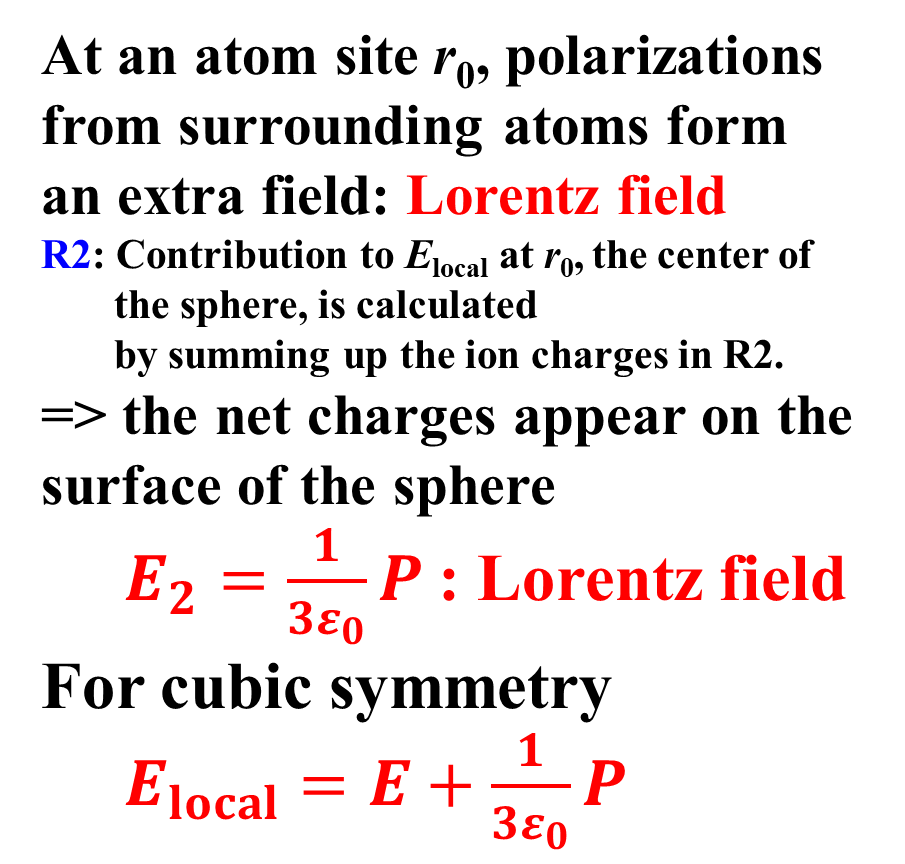 At an atom site r₀, polarizations
from surrounding atoms form
an extra field: Lorentz field
R2: Contribution to E_local at r₀, the center of
the sphere, is calculated
by summing up the ion charges in R2.
=> the net charges appear on the
surface of the sphere
E₂ = 1/(3ε₀) P : Lorentz field
For cubic symmetry
E_local = E + 1/(3ε₀) P